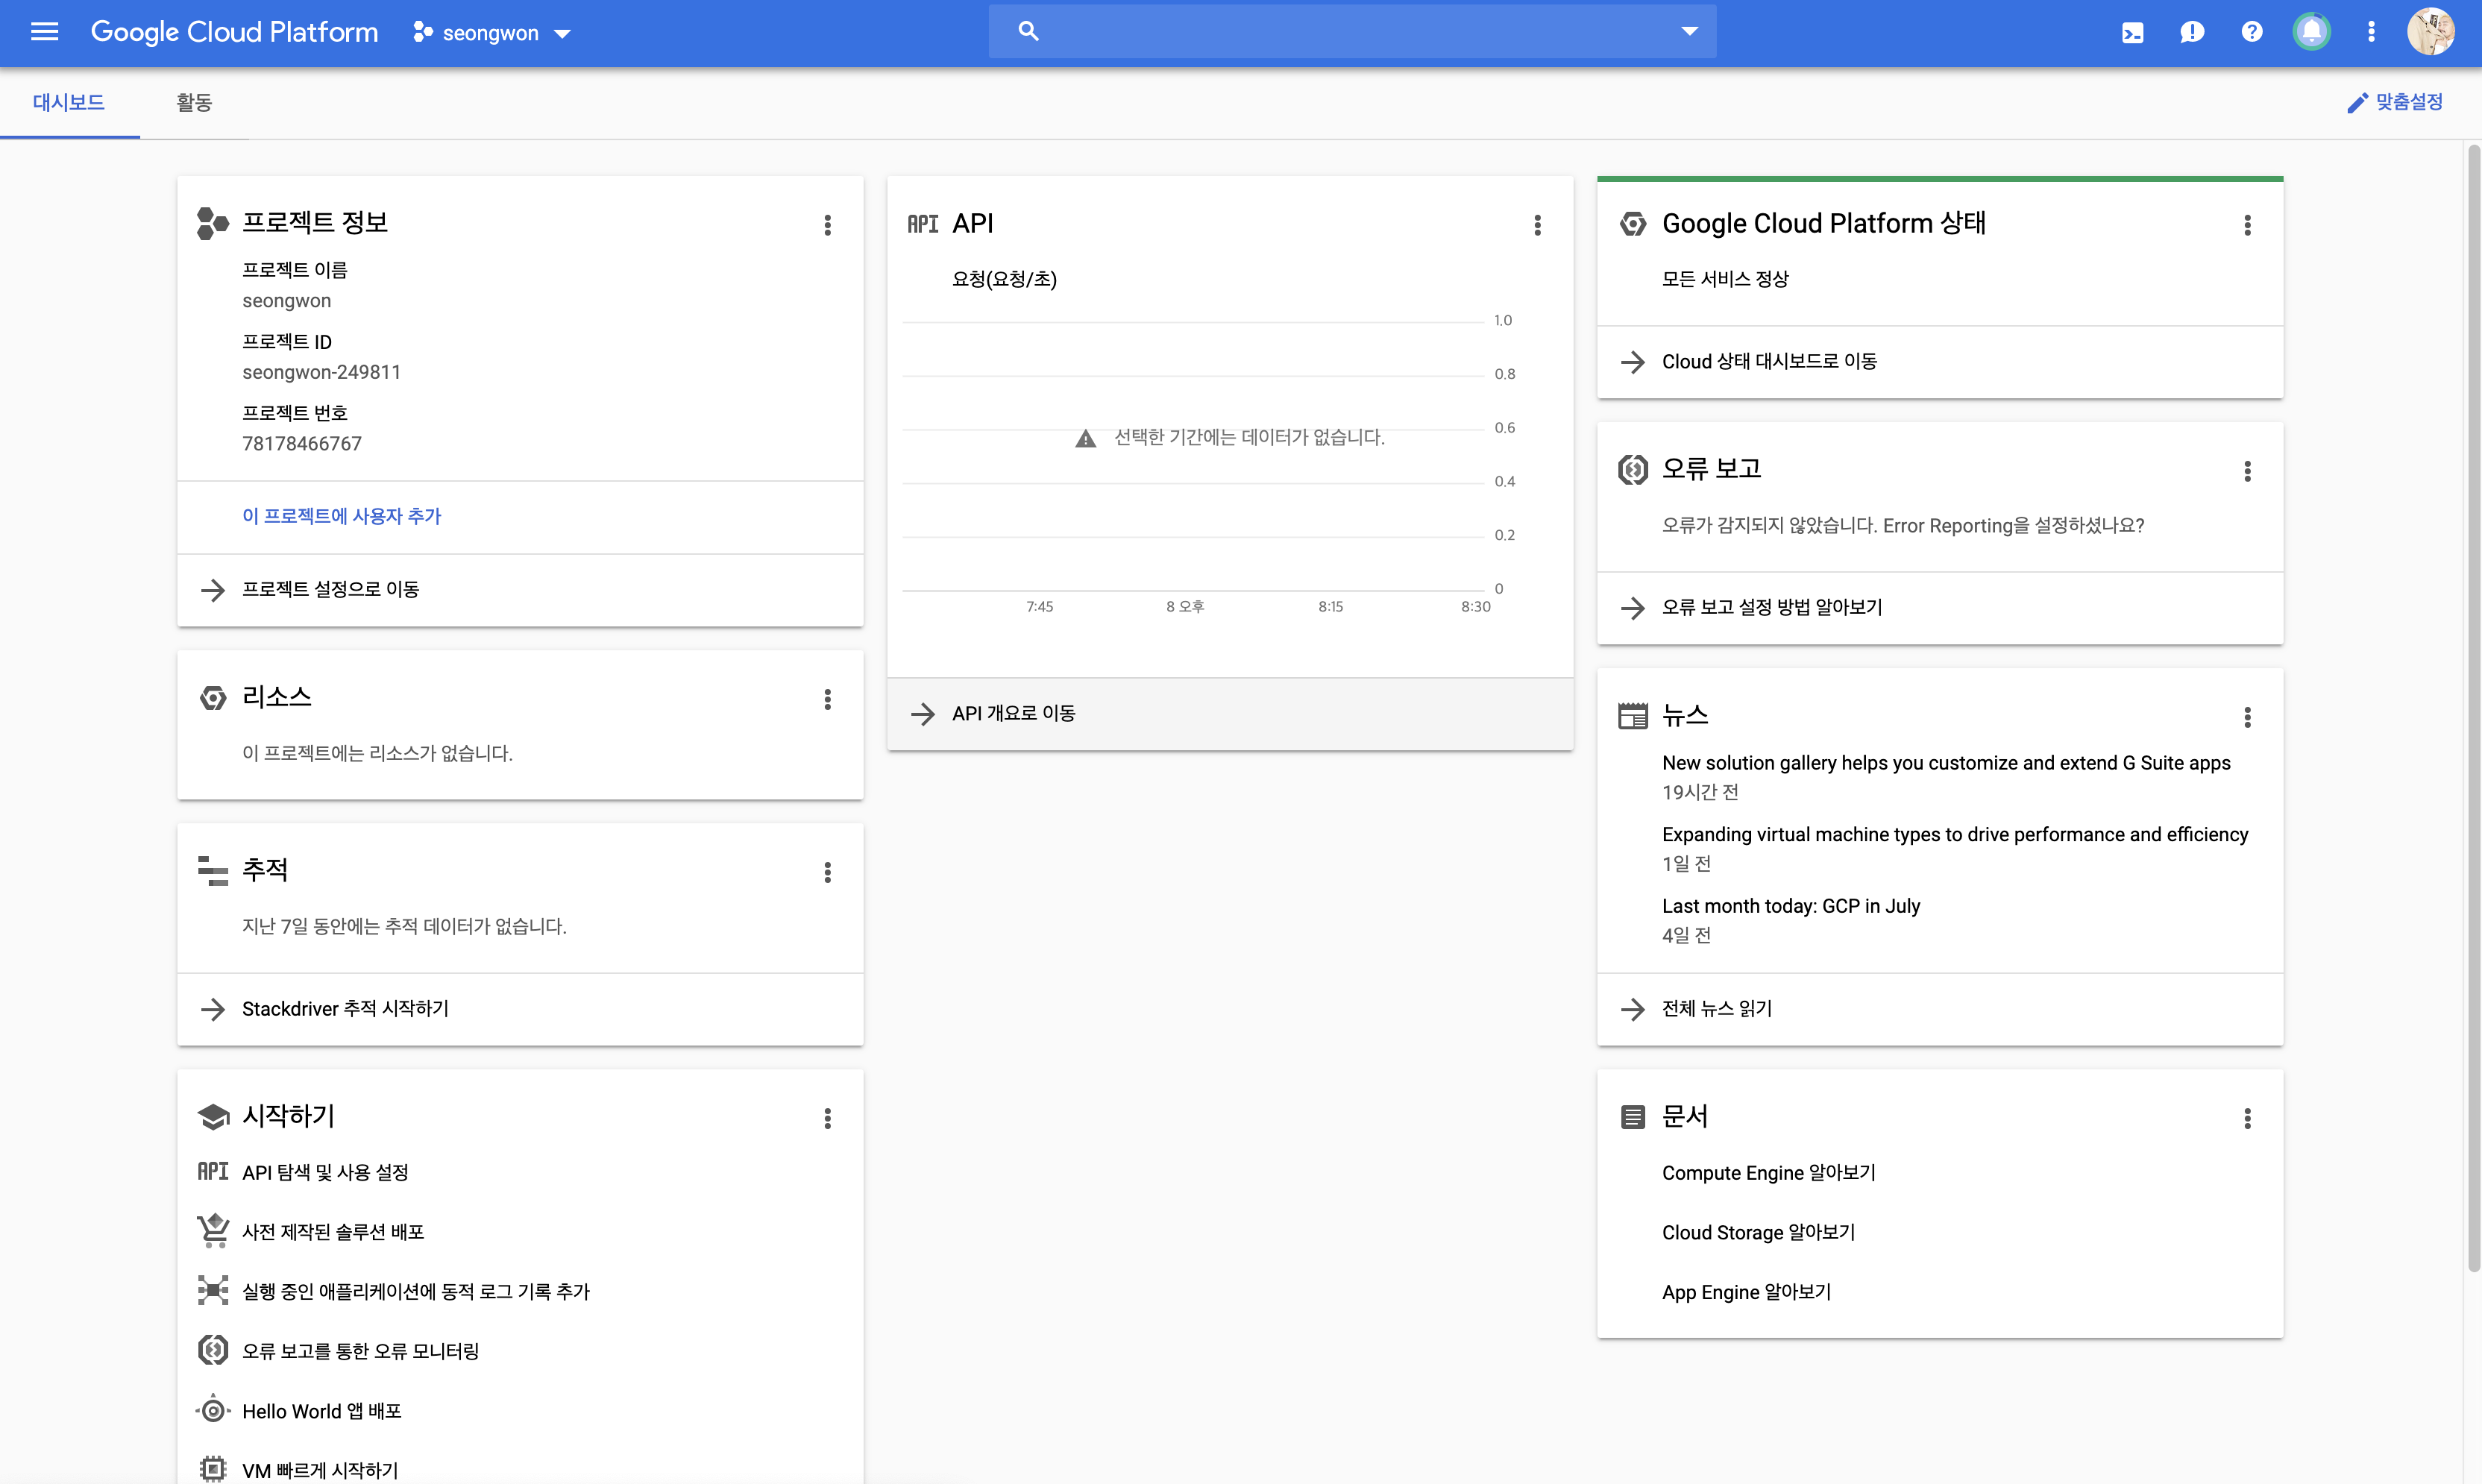 Google Cloud Platform
seongwon
대시보드
활동
맞춤설정
프로젝트 정보
프로젝트 이름
seongwon
프로젝트 ID
seongwon-249811
프로젝트 번호
78178466767
이 프로젝트에 사용자 추가
프로젝트 설정으로 이동
리소스
이 프로젝트에는 리소스가 없습니다.
추적
지난 7일 동안에는 추적 데이터가 없습니다.
Stackdriver 추적 시작하기
시작하기
API API 탐색 및 사용 설정
사전 제작된 솔루션 배포
실행 중인 애플리케이션에 동적 로그 기록 추가
오류 보고를 통한 오류 모니터링
Hello World 앱 배포
VM 빠르게 시작하기
API API
요청(요청/초)
1.0
0.8
0.6
선택한 기간에는 데이터가 없습니다.
0.4
0.2
0
7:45 8 오후 8:15 8:30
API 개요로 이동
Google Cloud Platform 상태
모든 서비스 정상
Cloud 상태 대시보드로 이동
오류 보고
오류가 감지되지 않았습니다. Error Reporting을 설정하셨나요?
오류 보고 설정 방법 알아보기
뉴스
New solution gallery helps you customize and extend G Suite apps
19시간 전
Expanding virtual machine types to drive performance and efficiency
1일 전
Last month today: GCP in July
4일 전
전체 뉴스 읽기
문서
Compute Engine 알아보기
Cloud Storage 알아보기
App Engine 알아보기